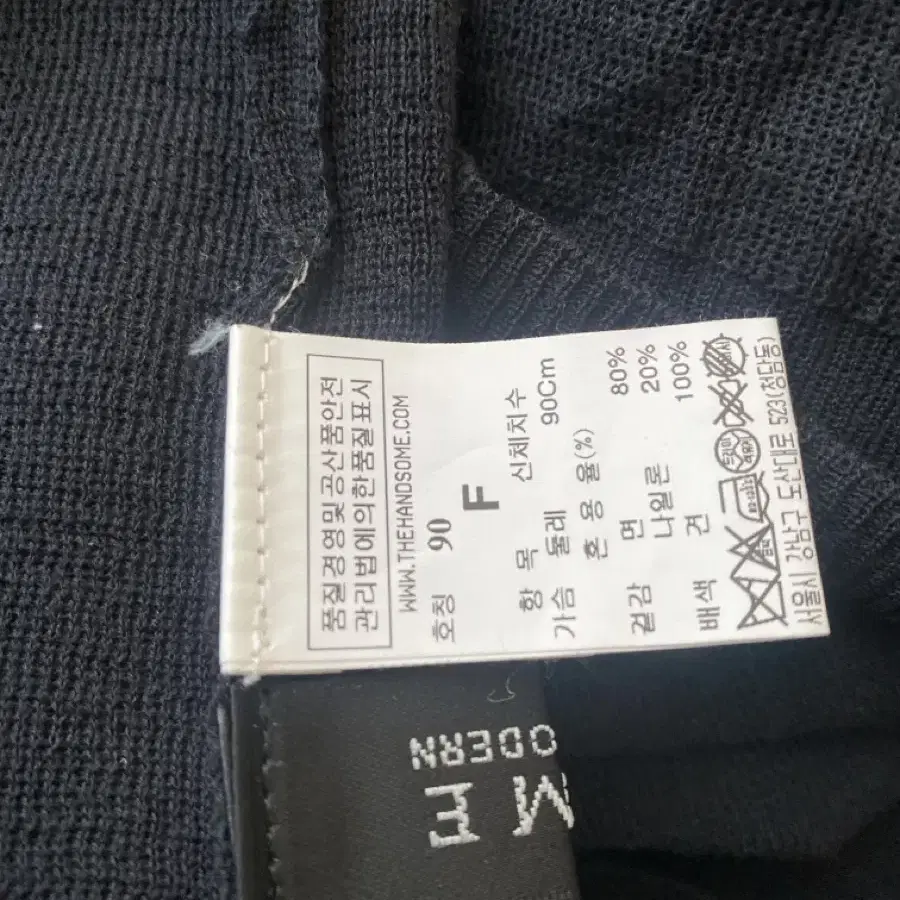 품질경영및 공산품안전
관리법에의한품질표시
WWW.THEHANDSOME.COM
호칭 90
F
항 목 신체치수
가슴 둘레 90Cm
혼 용 율(%)
겉감 면 80%
나일론 20%
배색 견 100%
서울시 강남구 도산대로 523(청담동)
ODERN
M E